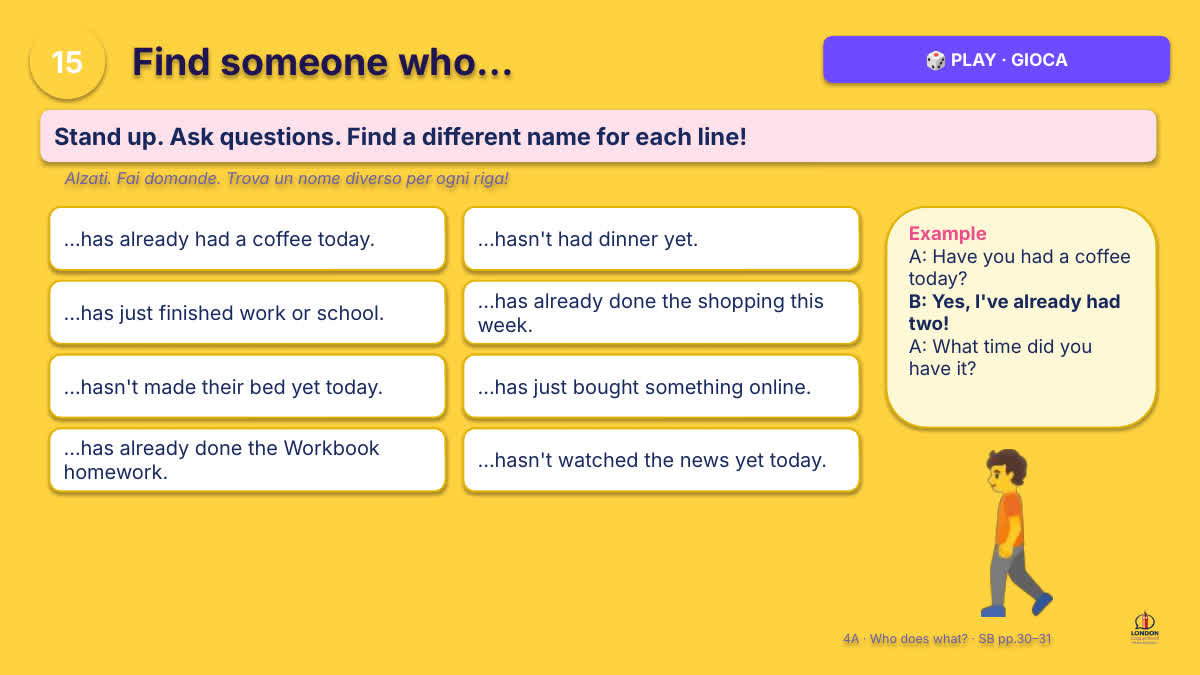 15
Find someone who...
🎲 PLAY · GIOCA
Stand up. Ask questions. Find a different name for each line!
Alzati. Fai domande. Trova un nome diverso per ogni riga!
...has already had a coffee today.
...hasn't had dinner yet.
...has just finished work or school.
...has already done the shopping this
week.
...hasn't made their bed yet today.
...has just bought something online.
...has already done the Workbook
homework.
...hasn't watched the news yet today.
Example
A: Have you had a coffee
today?
B: Yes, I've already had
two!
A: What time did you
have it?
4A · Who does what? · SB pp.30–31
LONDON